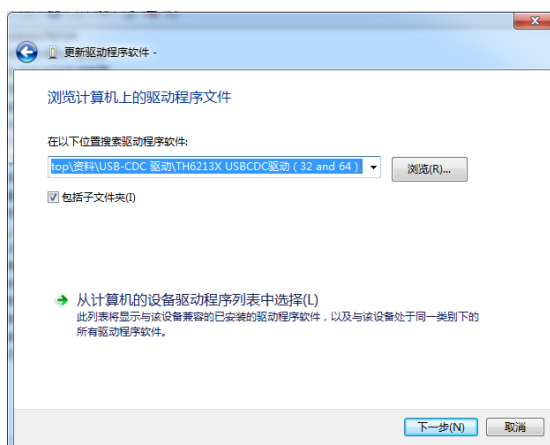 更新驱动程序软件 -
浏览计算机上的驱动程序文件
在以下位置搜索驱动程序软件:
top\资料\USB-CDC 驱动\TH6213X USBCDC驱动（32 and 64）
浏览(R)...
包括子文件夹(I)
从计算机的设备驱动程序列表中选择(L)
此列表将显示与该设备兼容的已安装的驱动程序软件，以及与该设备处于同一类别下的
所有驱动程序软件。
下一步(N)
取消